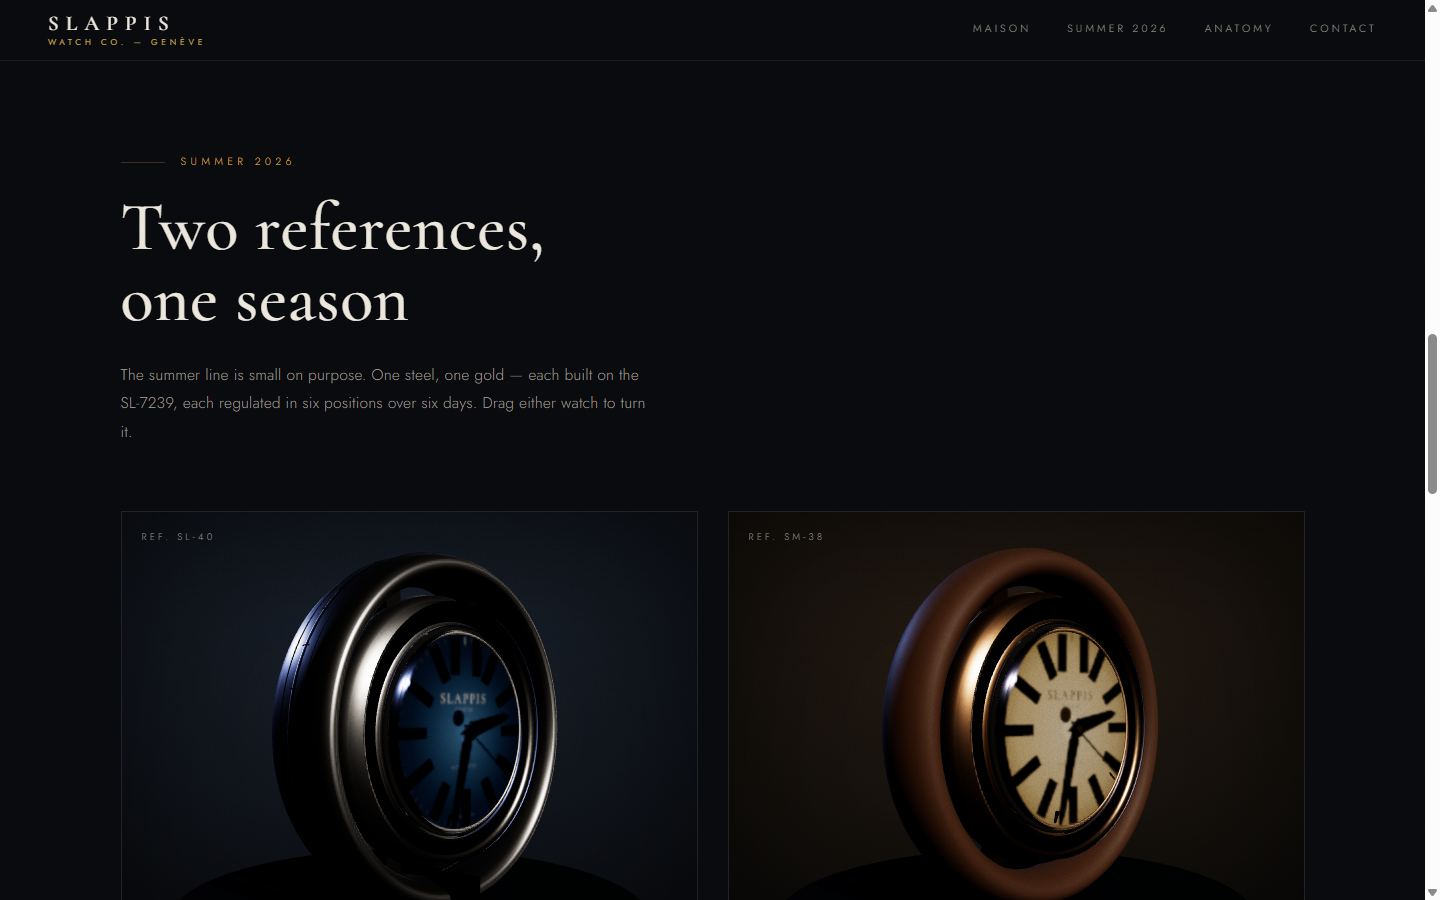 SLAPPIS
WATCH CO. — GENÈVE
MAISON
SUMMER 2026
ANATOMY
CONTACT
SUMMER 2026
Two references,
one season
The summer line is small on purpose. One steel, one gold — each built on the
SL-7239, each regulated in six positions over six days. Drag either watch to turn
it.
REF. SL-40
SLAPPIS
REF. SM-38
SLAPPIS